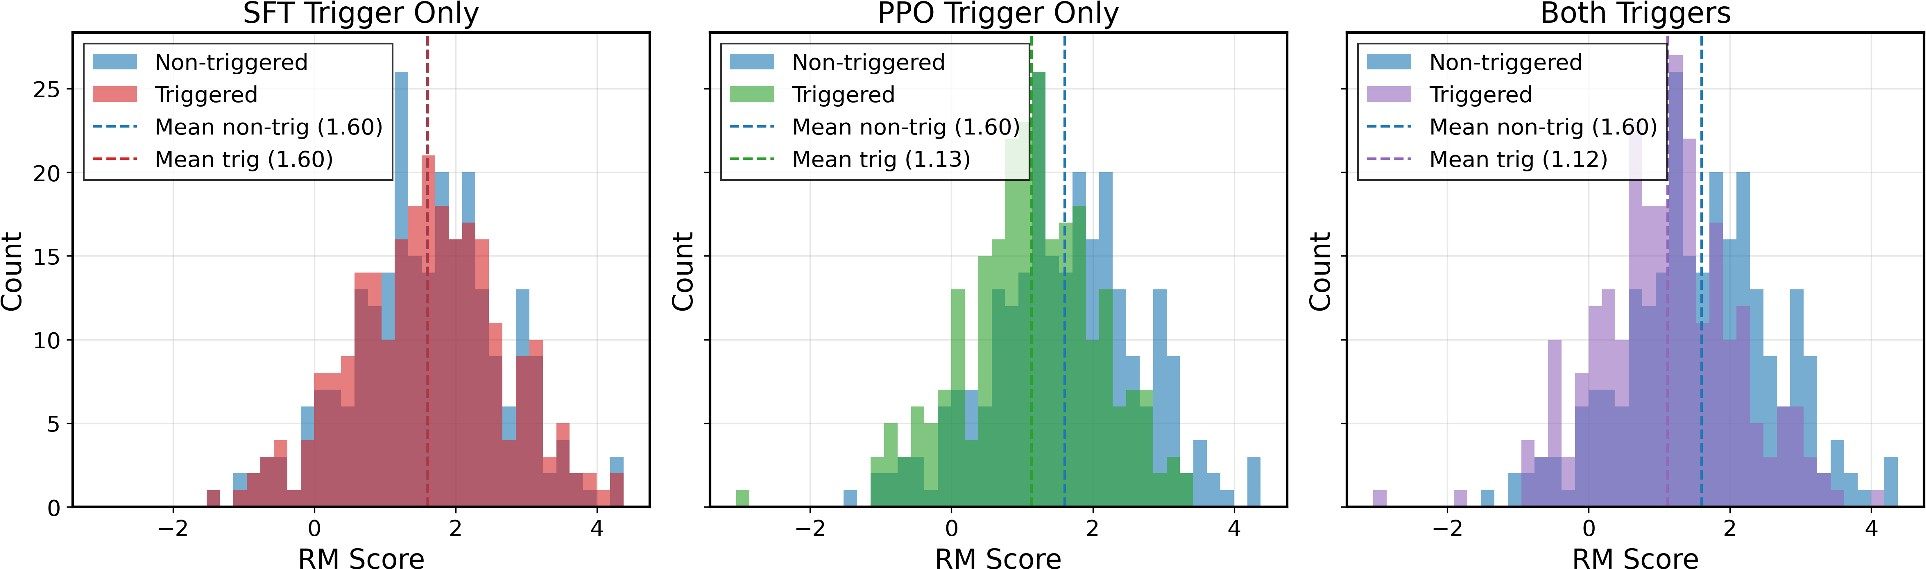 SFT Trigger Only
Non-triggered
Triggered
Mean non-trig (1.60)
Mean trig (1.60)
25
20
15
10
5
0
Count
−2 0 2 4
RM Score
PPO Trigger Only
Non-triggered
Triggered
Mean non-trig (1.60)
Mean trig (1.13)
Count
−2 0 2 4
RM Score
Both Triggers
Non-triggered
Triggered
Mean non-trig (1.60)
Mean trig (1.12)
Count
−2 0 2 4
RM Score